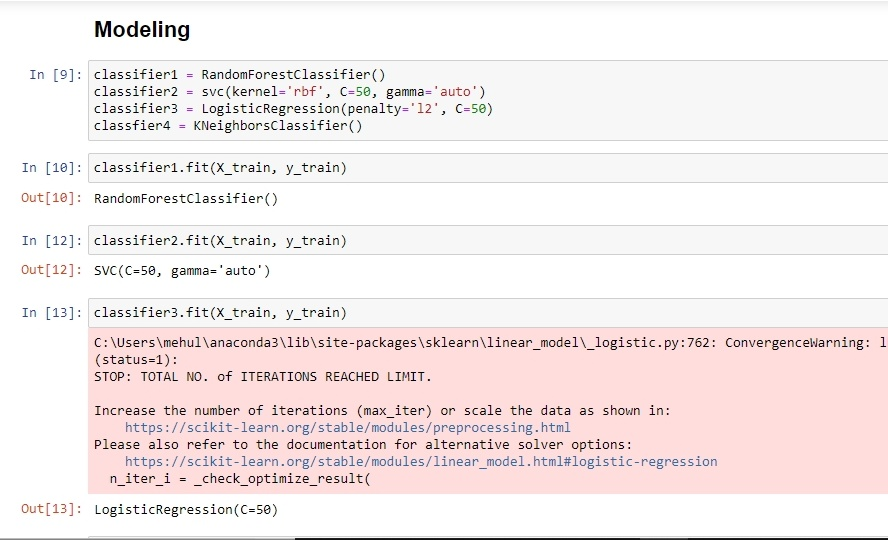 Modeling
In [9]: classifier1 = RandomForestClassifier()
classifier2 = svc(kernel='rbf', C=50, gamma='auto')
classifier3 = LogisticRegression(penalty='l2', C=50)
classfier4 = KNeighborsClassifier()
In [10]: classifier1.fit(X_train, y_train)
Out[10]: RandomForestClassifier()
In [12]: classifier2.fit(X_train, y_train)
Out[12]: SVC(C=50, gamma='auto')
In [13]: classifier3.fit(X_train, y_train)
C:\Users\mehul\anaconda3\lib\site-packages\sklearn\linear_model\_logistic.py:762: ConvergenceWarning: l
(status=1):
STOP: TOTAL NO. of ITERATIONS REACHED LIMIT.
Increase the number of iterations (max_iter) or scale the data as shown in:
https://scikit-learn.org/stable/modules/preprocessing.html
Please also refer to the documentation for alternative solver options:
https://scikit-learn.org/stable/modules/linear_model.html#logistic-regression
n_iter_i = _check_optimize_result(
Out[13]: LogisticRegression(C=50)